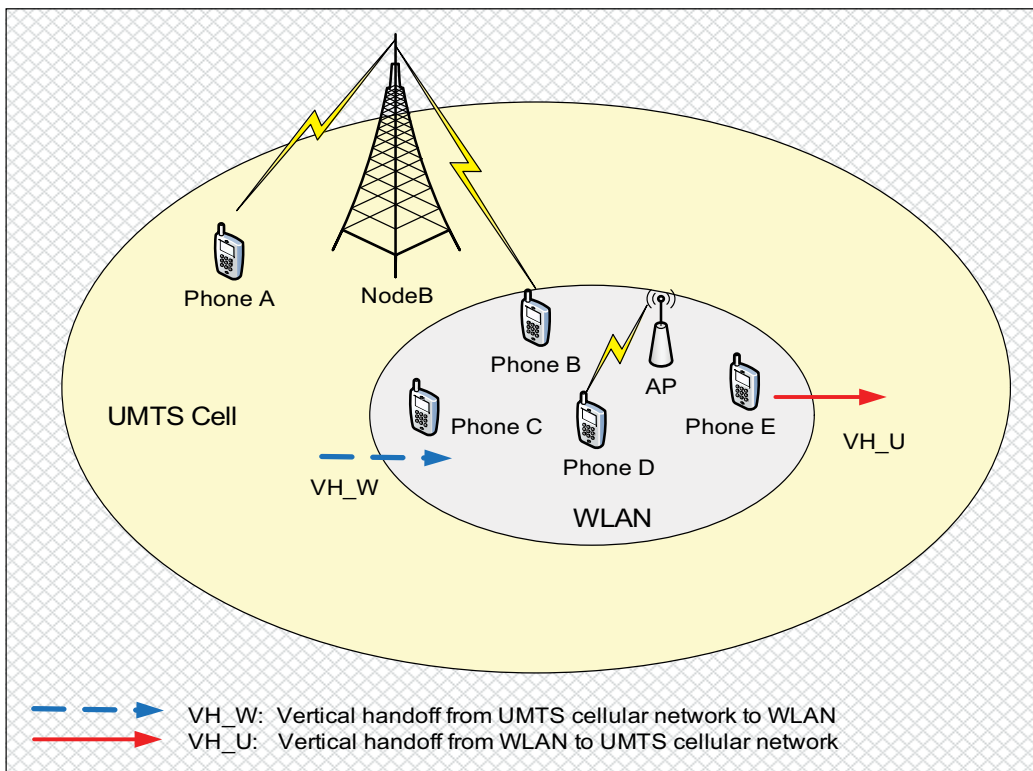 Phone A
NodeB
Phone B
AP
Phone C
Phone E
UMTS Cell
VH_U
Phone D
VH_W
WLAN
VH_W: Vertical handoff from UMTS cellular network to WLAN
VH_U: Vertical handoff from WLAN to UMTS cellular network